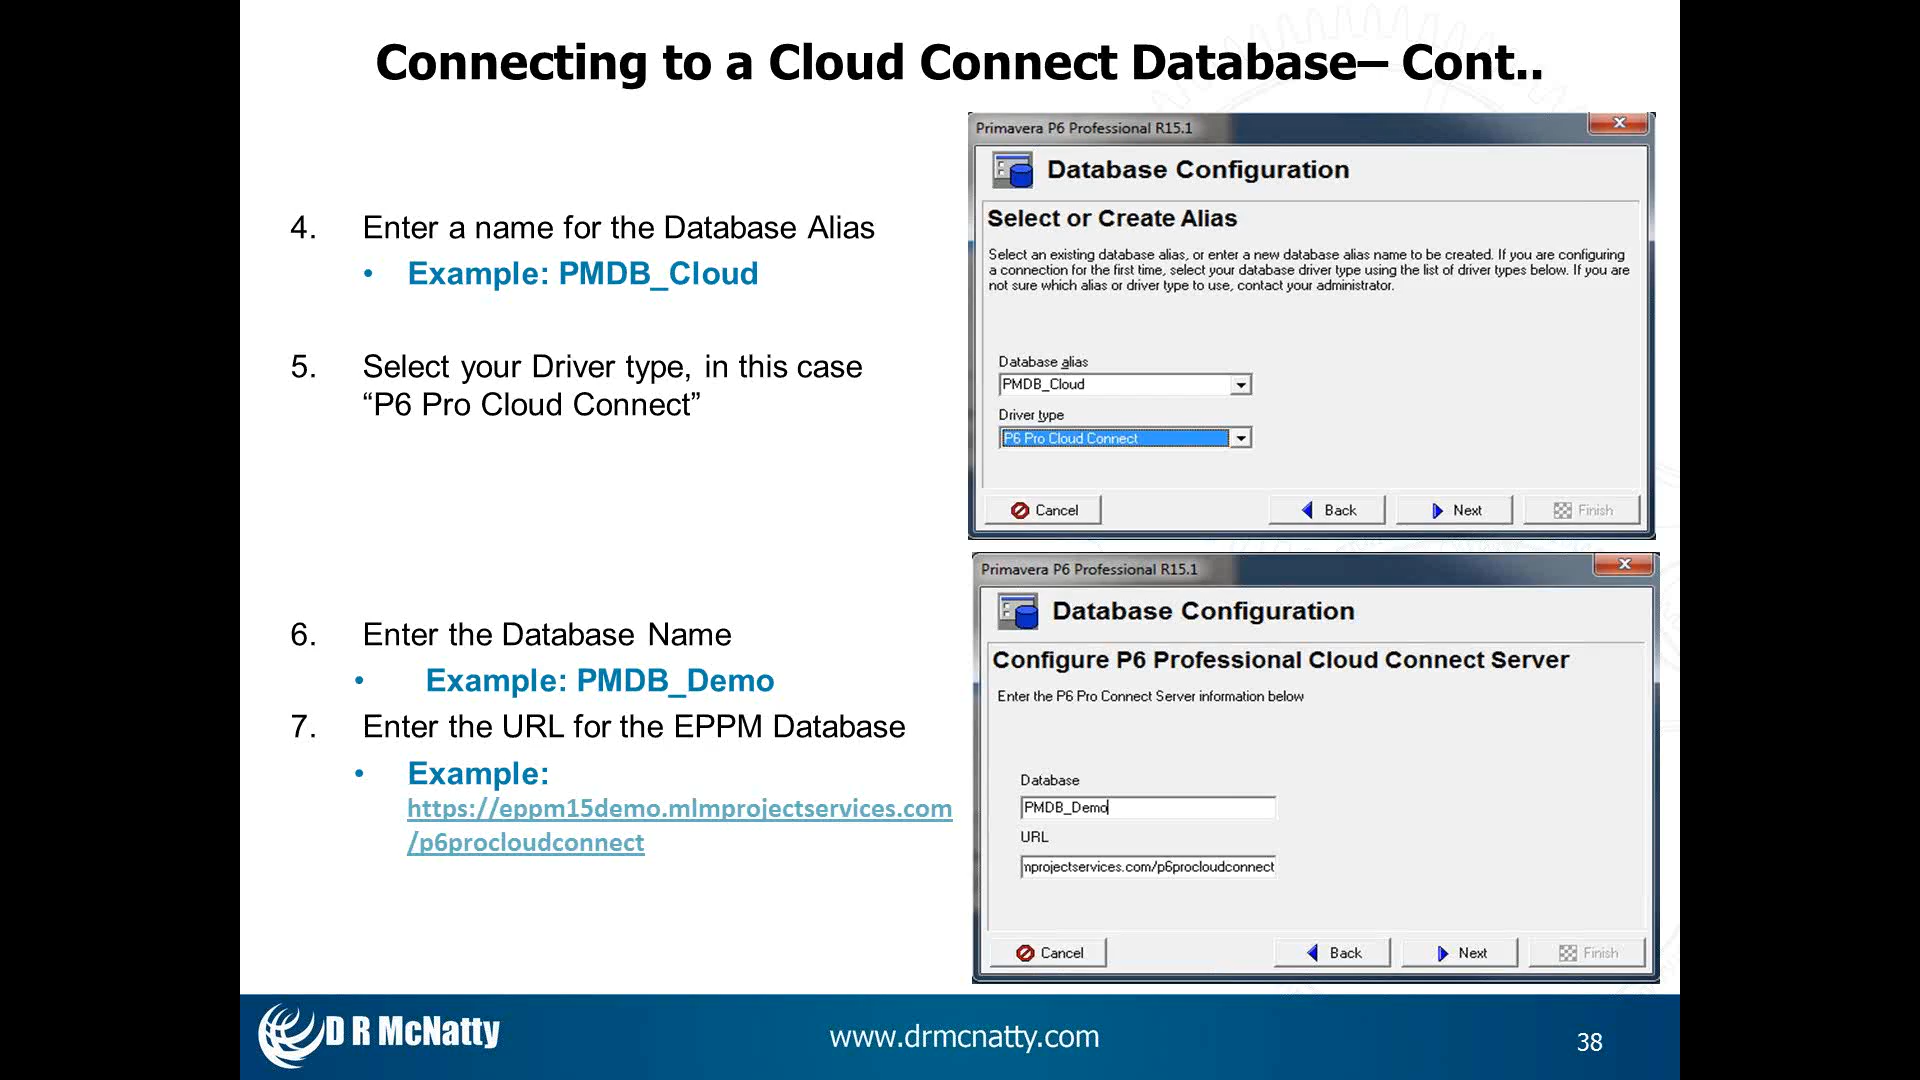 Connecting to a Cloud Connect Database– Cont..
4. Enter a name for the Database Alias
• Example: PMDB_Cloud
5. Select your Driver type, in this case
“P6 Pro Cloud Connect”
6. Enter the Database Name
• Example: PMDB_Demo
7. Enter the URL for the EPPM Database
• Example:
https://eppm15demo.mlmprojectservices.com
/p6procloudconnect
Primavera P6 Professional R15.1
Database Configuration
Select or Create Alias
Select an existing database alias, or enter a new database alias name to be created. If you are configuring
a connection for the first time, select your database driver type using the list of driver types below. If you are
not sure which alias or driver type to use, contact your administrator.
Database alias
PMDB_Cloud
Driver type
P6 Pro Cloud Connect
Cancel Back Next Finish
Primavera P6 Professional R15.1
Database Configuration
Configure P6 Professional Cloud Connect Server
Enter the P6 Pro Connect Server information below
Database
PMDB_Demo
URL
mprojectservices.com/p6procloudconnect
Cancel Back Next Finish
D R McNatty
www.drmcnatty.com
38